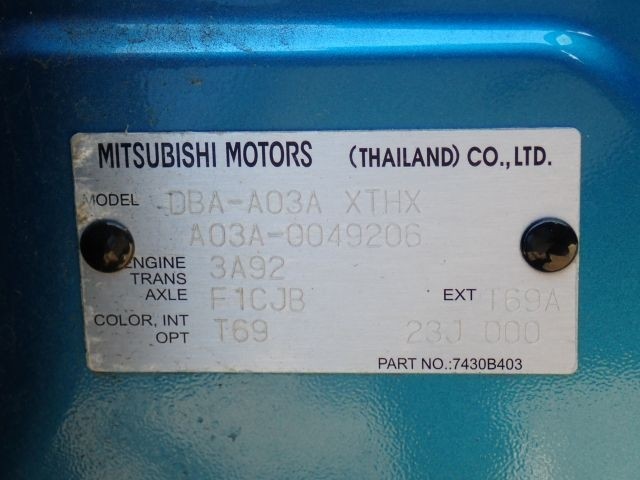 MITSUBISHI MOTORS (THAILAND) CO., LTD.
MODEL DBA-A03A XTHX
A03A-0049206
ENGINE 3A92
TRANS
AXLE F1CJB EXT T69A
COLOR, INT T69 23J 000
OPT
PART NO.:7430B403